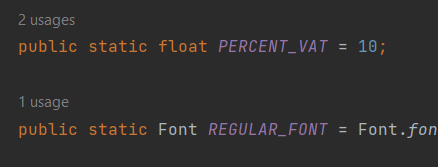 2 usages
public static float PERCENT_VAT = 10;
1 usage
public static Font REGULAR_FONT = Font.fon